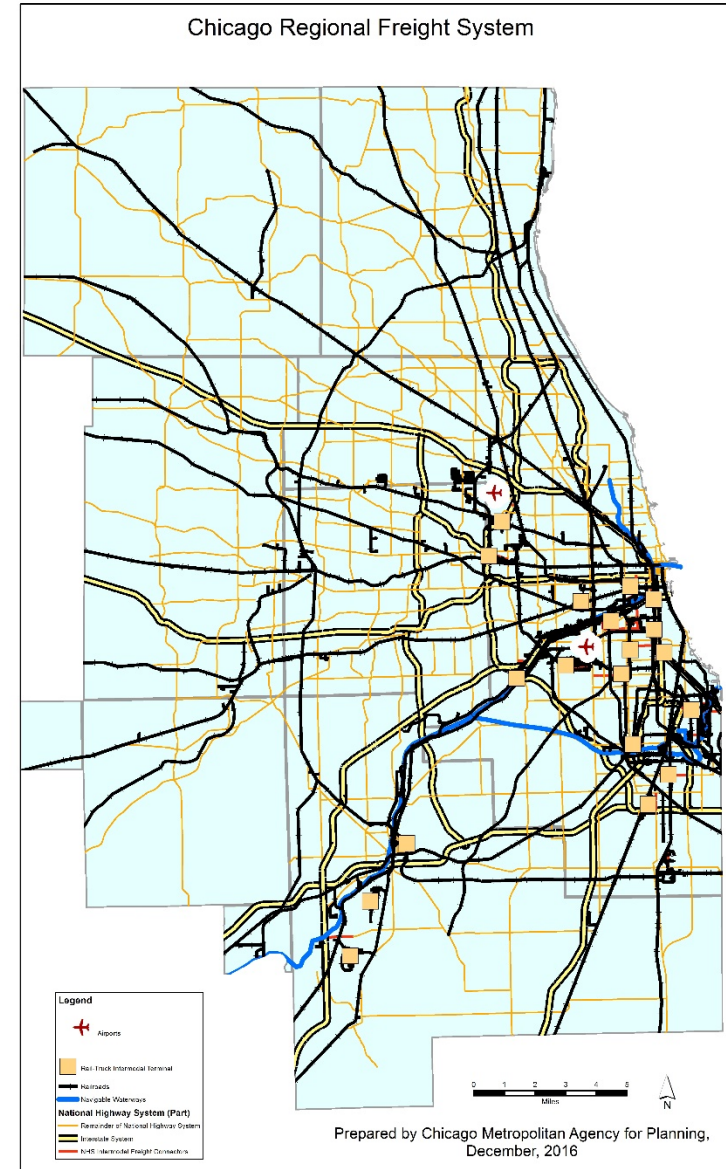 Chicago Regional Freight System
Legend
Airports
Rail-Truck Intermodal Terminal
Railroads
Navigable Waterways
National Highway System (Part)
Remainder of National Highway System
Interstate System
NHS Intermodal Freight Connectors
0 1 2 4 6 8
Miles
N
Prepared by Chicago Metropolitan Agency for Planning,
December, 2016